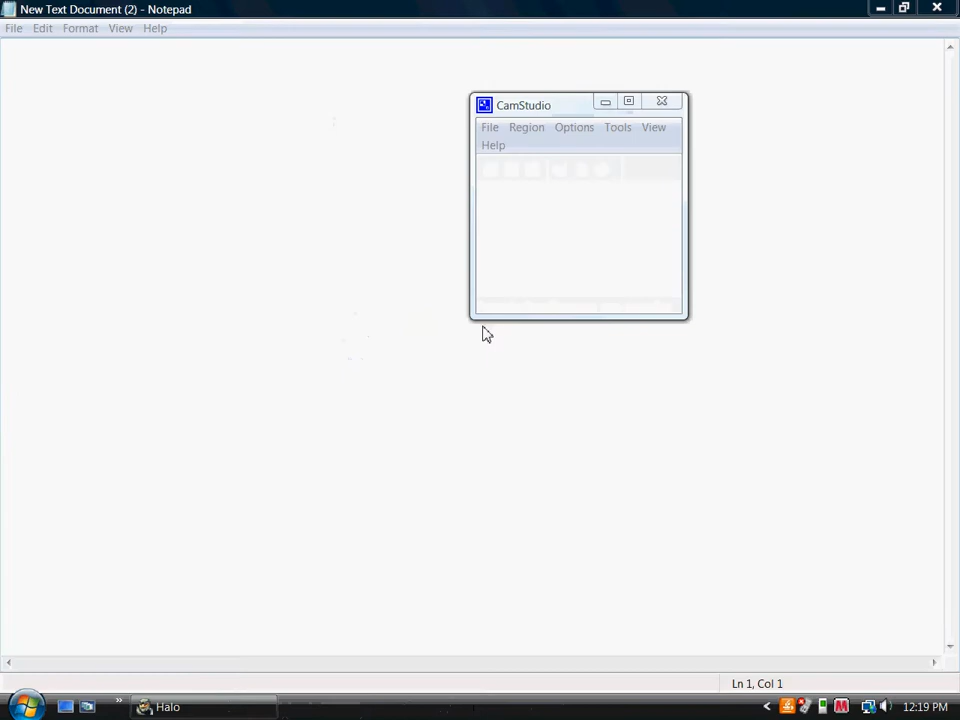 New Text Document (2) - Notepad
File Edit Format View Help
CamStudio
File Region Options Tools View
Help
Ln 1, Col 1
Halo
12:19 PM